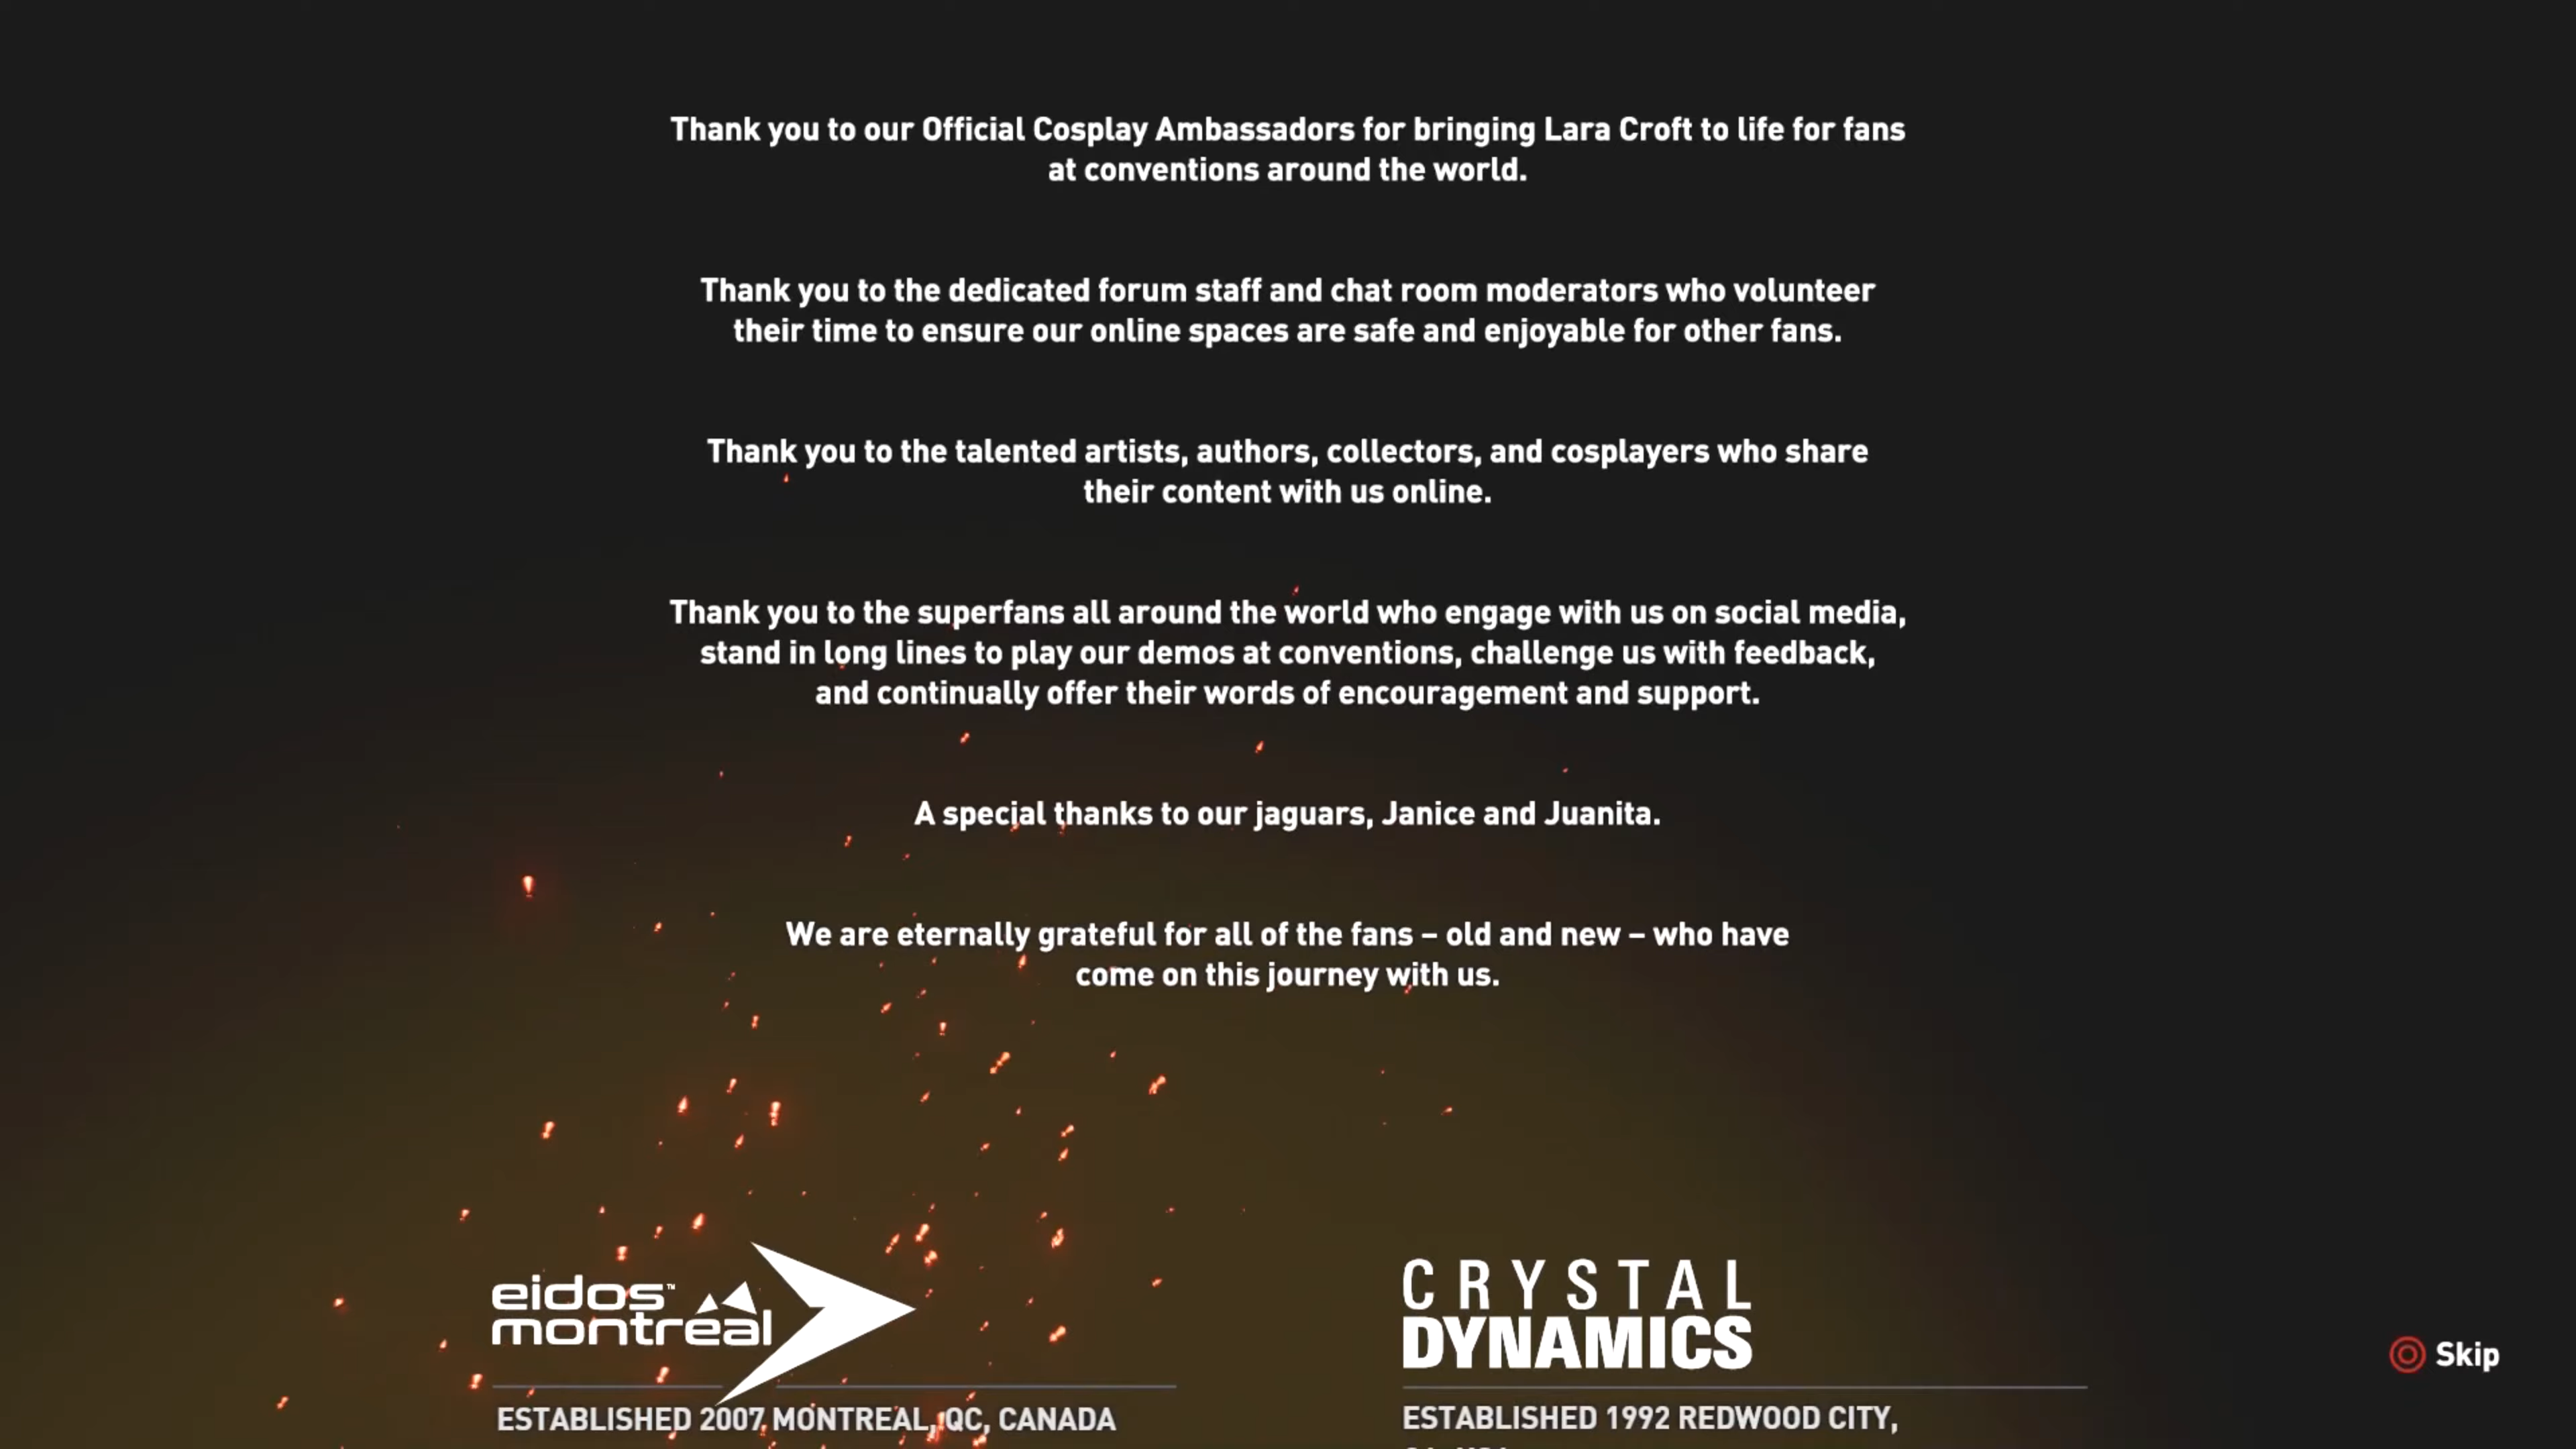 Thank you to our Official Cosplay Ambassadors for bringing Lara Croft to life for fans
at conventions around the world.
Thank you to the dedicated forum staff and chat room moderators who volunteer
their time to ensure our online spaces are safe and enjoyable for other fans.
Thank you to the talented artists, authors, collectors, and cosplayers who share
their content with us online.
Thank you to the superfans all around the world who engage with us on social media,
stand in long lines to play our demos at conventions, challenge us with feedback,
and continually offer their words of encouragement and support.
A special thanks to our jaguars, Janice and Juanita.
We are eternally grateful for all of the fans – old and new – who have
come on this journey with us.
eidos™
montréal
ESTABLISHED 2007 MONTREAL, QC, CANADA
CRYSTAL
DYNAMICS
ESTABLISHED 1992 REDWOOD CITY,
Skip